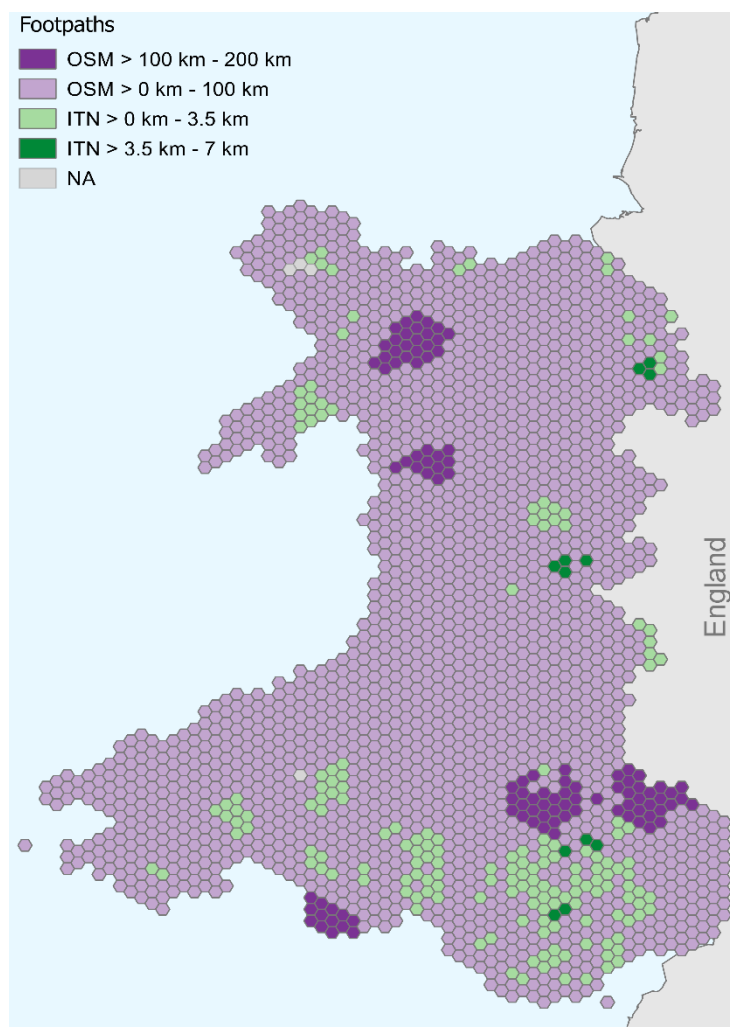 Footpaths
OSM > 100 km - 200 km
OSM > 0 km - 100 km
ITN > 0 km - 3.5 km
ITN > 3.5 km - 7 km
NA
England